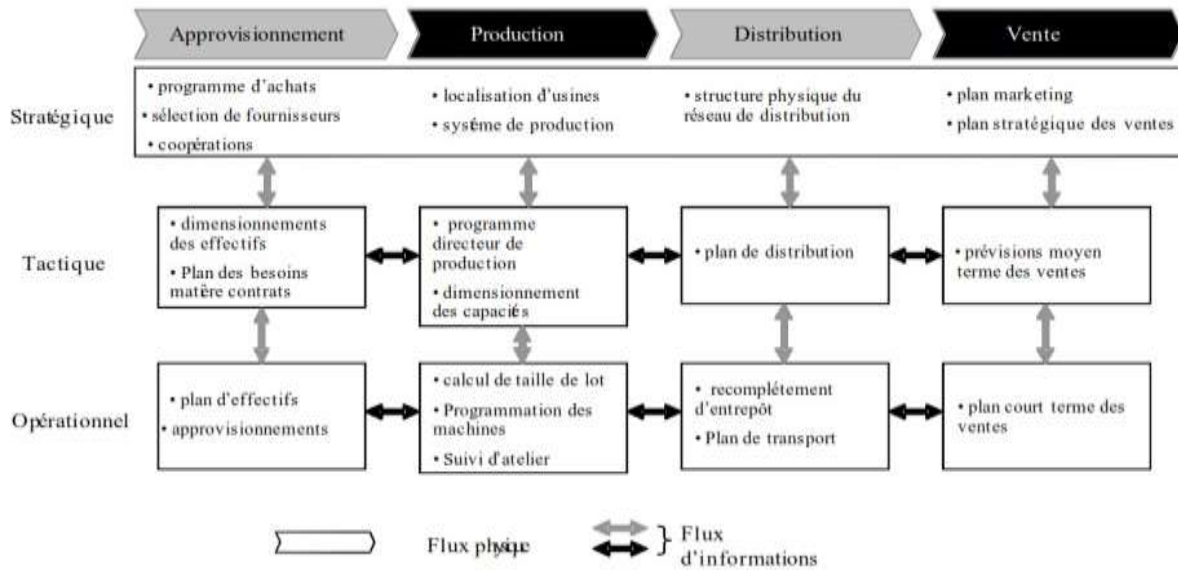 Approvisionnement
Production
Distribution
Vente
Stratégique
• programme d'achats
• sélection de fournisseurs
• coopérations
• localisation d'usines
• systéme de production
• structure physique du
réseau de distribution
• plan marketing
• plan stratégique des ventes
Tactique
• dimensionnements
des effectifs
• Plan des besoins
matère contrats
• programme
directeur de
production
• dimensionnement
des capaciés
• plan de distribution
• prévisions moyen
terme des ventes
Opérationnel
• plan d'effectifs
• approvisionnements
• calcul de taille de lot
• Programmation des
machines
• Suivi d'atelier
• recomplétement
d'entrepôt
• Plan de transport
• plan court terme des
ventes
Flux
Flux
d'informations